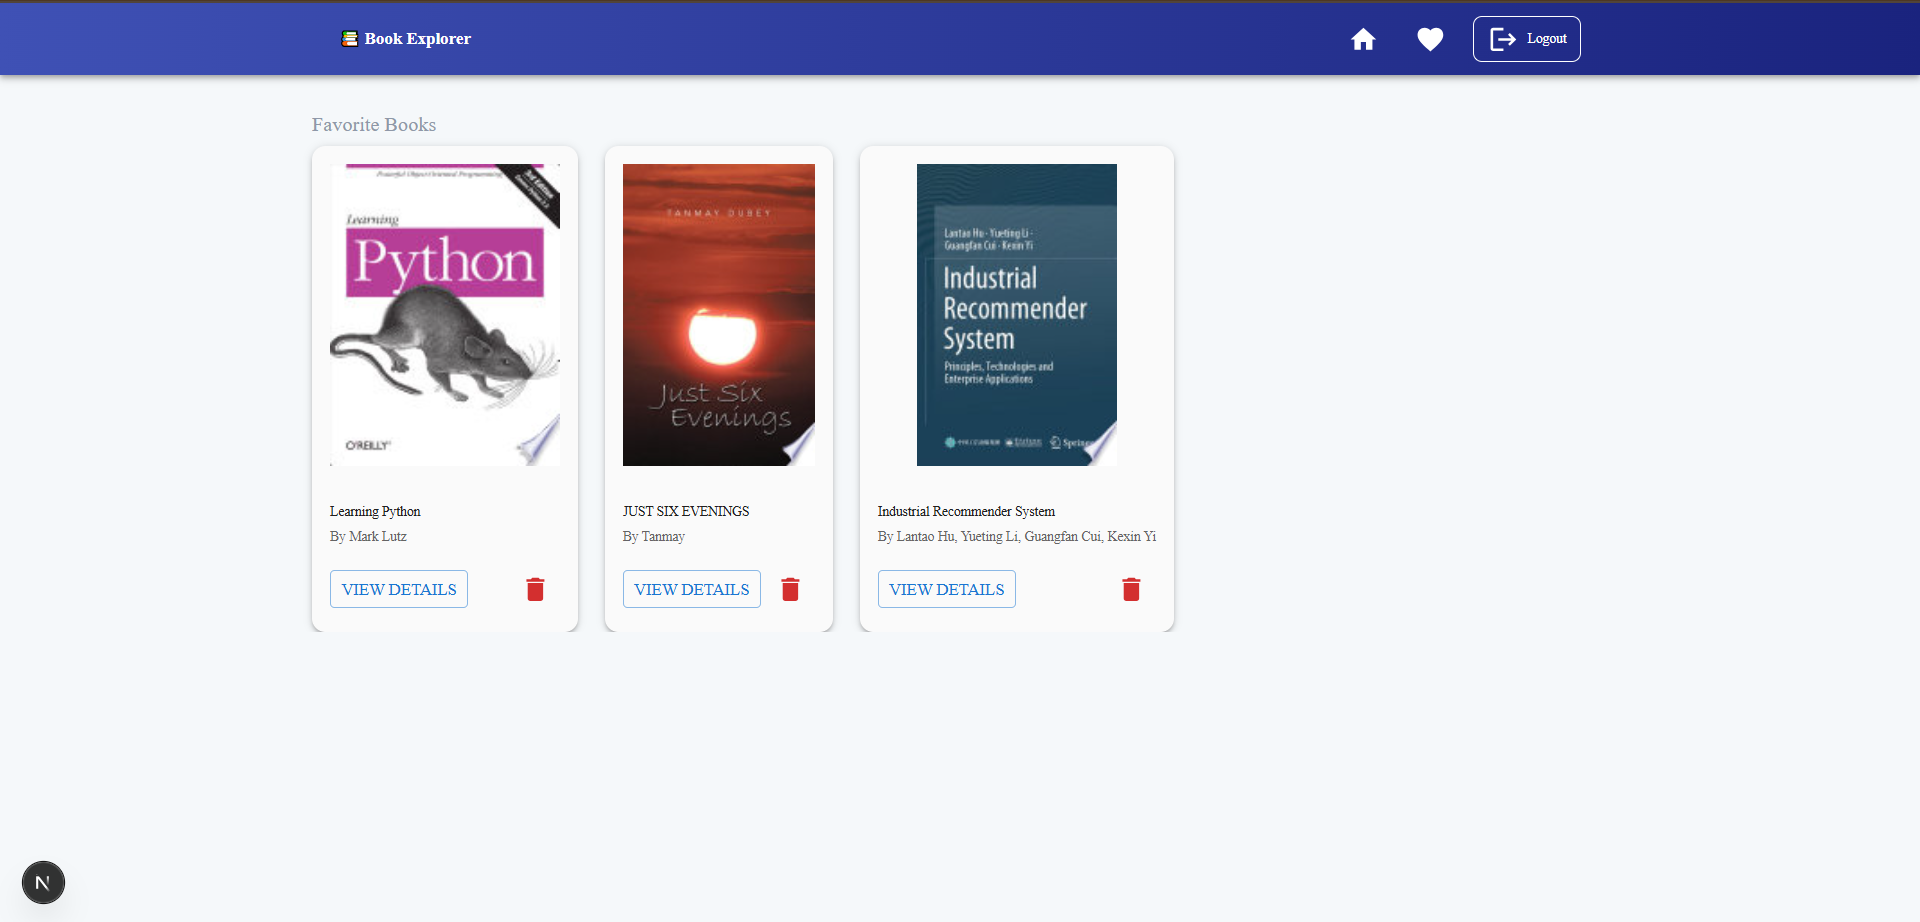 Book Explorer
Logout
Favorite Books
Powerful Object-Oriented Programming
3rd Edition
Learning
Python
O'REILLY
Learning Python
By Mark Lutz
VIEW DETAILS
TANMAY DUBEY
Just Six
Evenings
JUST SIX EVENINGS
By Tanmay
VIEW DETAILS
Lantao Hu · Yueting Li ·
Guangfan Cui · Kexin Yi
Industrial
Recommender
System
Principles, Technologies and
Enterprise Applications
Springer
Industrial Recommender System
By Lantao Hu, Yueting Li, Guangfan Cui, Kexin Yi
VIEW DETAILS
N